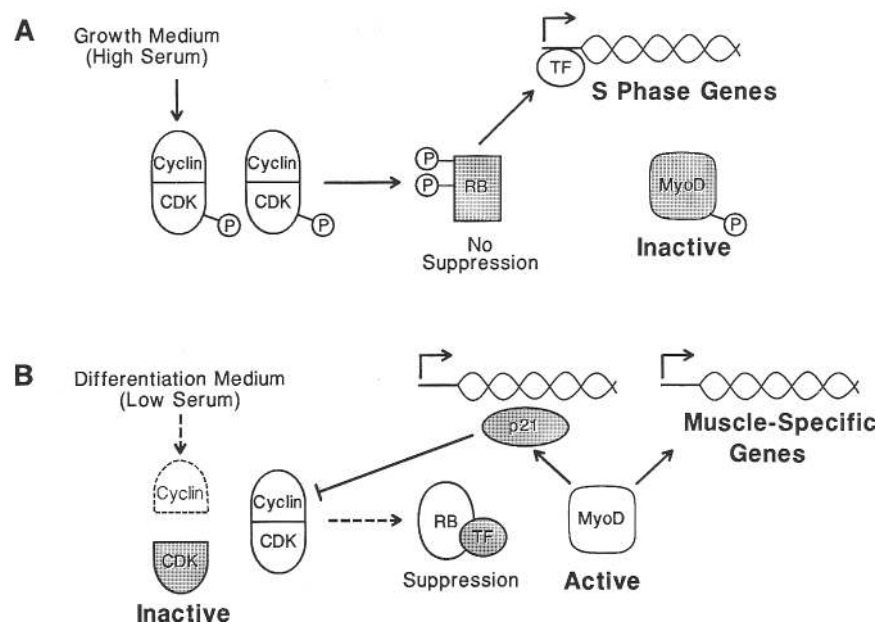 A
Growth Medium
(High Serum)
Cyclin
CDK
P
Cyclin
CDK
P
P
P
RB
No
Suppression
TF
S Phase Genes
MyoD
P
Inactive
B
Differentiation Medium
(Low Serum)
Cyclin
CDK
Inactive
Cyclin
CDK
p21
RB
TF
Suppression
MyoD
Active
Muscle-Specific
Genes